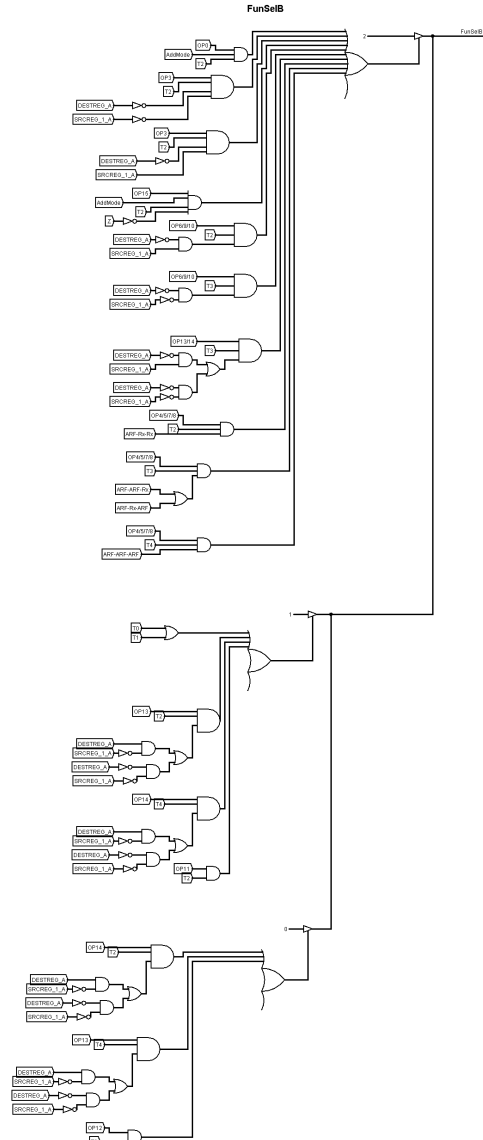 FunSelB
FunSelB
2
OP0
AddMode
T2
OP3
T2
DESTREG_A
SRCREG_1_A
OP3
T2
DESTREG_A
SRCREG_1_A
OP15
AddMode
T3
Z
OP6/9/10
DESTREG_A
T2
SRCREG_1_A
OP6/9/10
T3
DESTREG_A
SRCREG_1_A
OP13/14
T3
DESTREG_A
SRCREG_1_A
DESTREG_A
SRCREG_1_A
OP4/5/7/8
T2
ARF-Rx-Rx
OP4/5/7/8
T3
ARF-ARF-Rx
ARF-Rx-ARF
OP4/5/7/8
T4
ARF-ARF-ARF
1
T0
T1
OP13
T2
DESTREG_A
SRCREG_1_A
DESTREG_A
SRCREG_1_A
OP14
T4
DESTREG_A
SRCREG_1_A
DESTREG_A
SRCREG_1_A
OP11
T2
0
OP14
T2
DESTREG_A
SRCREG_1_A
DESTREG_A
SRCREG_1_A
OP13
T4
DESTREG_A
SRCREG_1_A
DESTREG_A
SRCREG_1_A
OP12